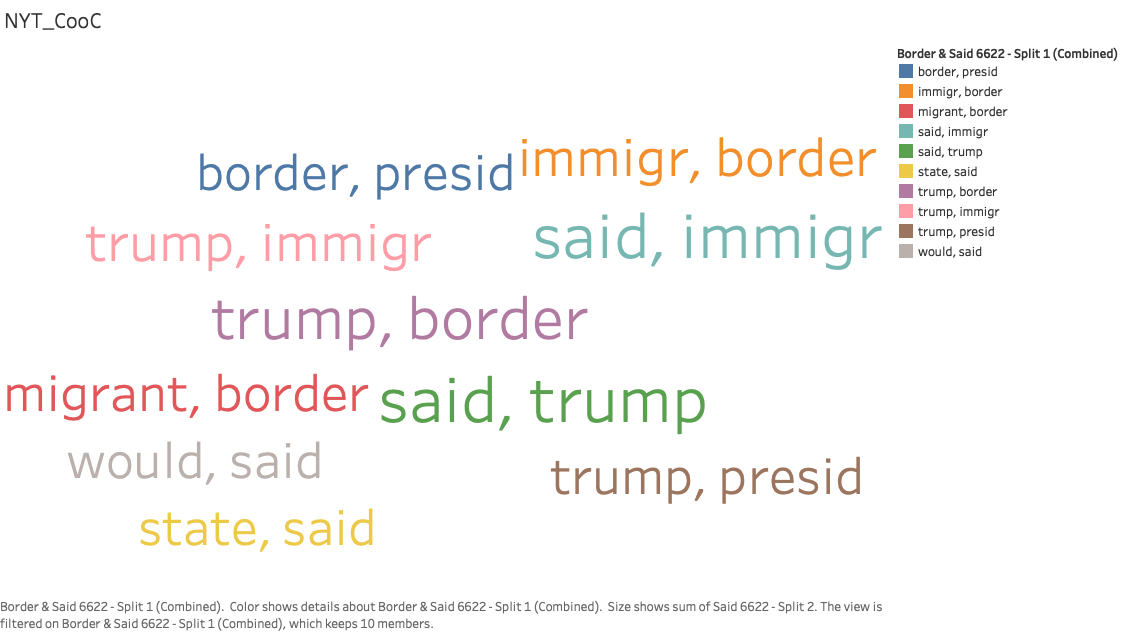 NYT_CooC
Border & Said 6622 - Split 1 (Combined)
border, presid
immigr, border
migrant, border
said, immigr
said, trump
state, said
trump, border
trump, immigr
trump, presid
would, said
border, presid
immigr, border
trump, immigr
said, immigr
trump, border
migrant, border
said, trump
would, said
trump, presid
state, said
Border & Said 6622 - Split 1 (Combined).  Color shows details about Border & Said 6622 - Split 1 (Combined).  Size shows sum of Said 6622 - Split 2. The view is
filtered on Border & Said 6622 - Split 1 (Combined), which keeps 10 members.